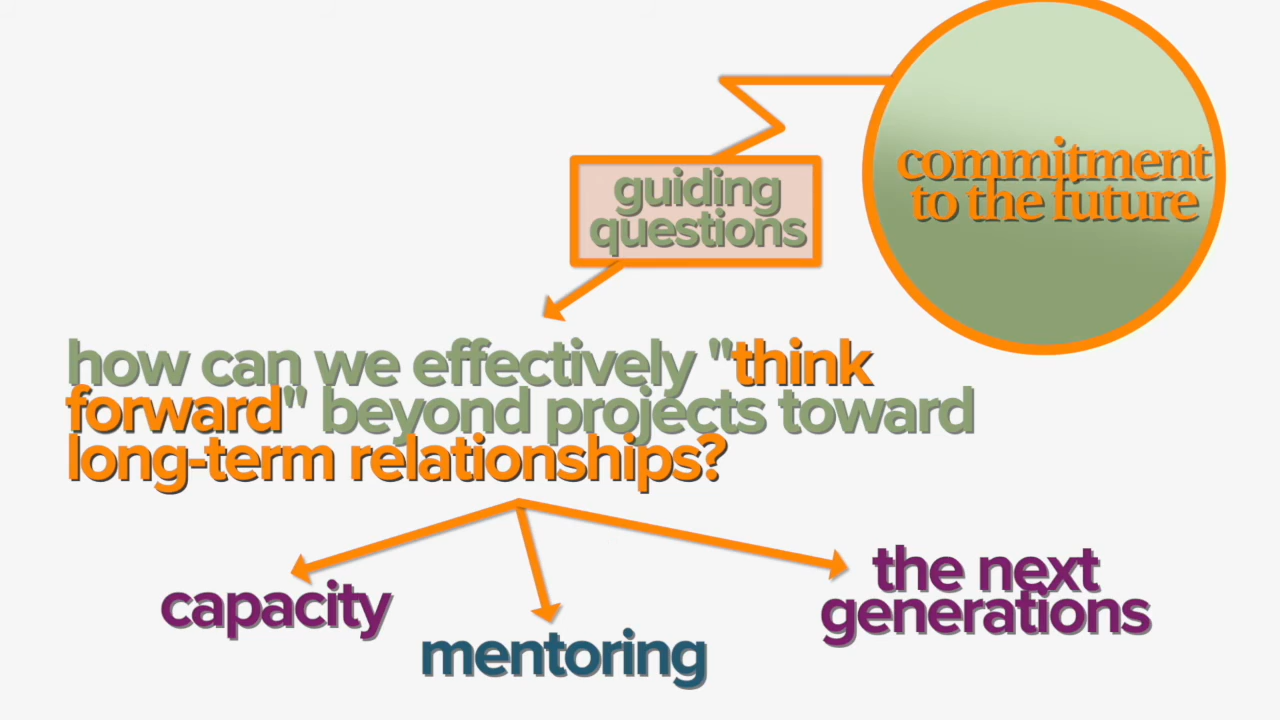 commitment
to the future
guiding
questions
how can we effectively "think
forward" beyond projects toward
long-term relationships?
capacity
mentoring
the next
generations